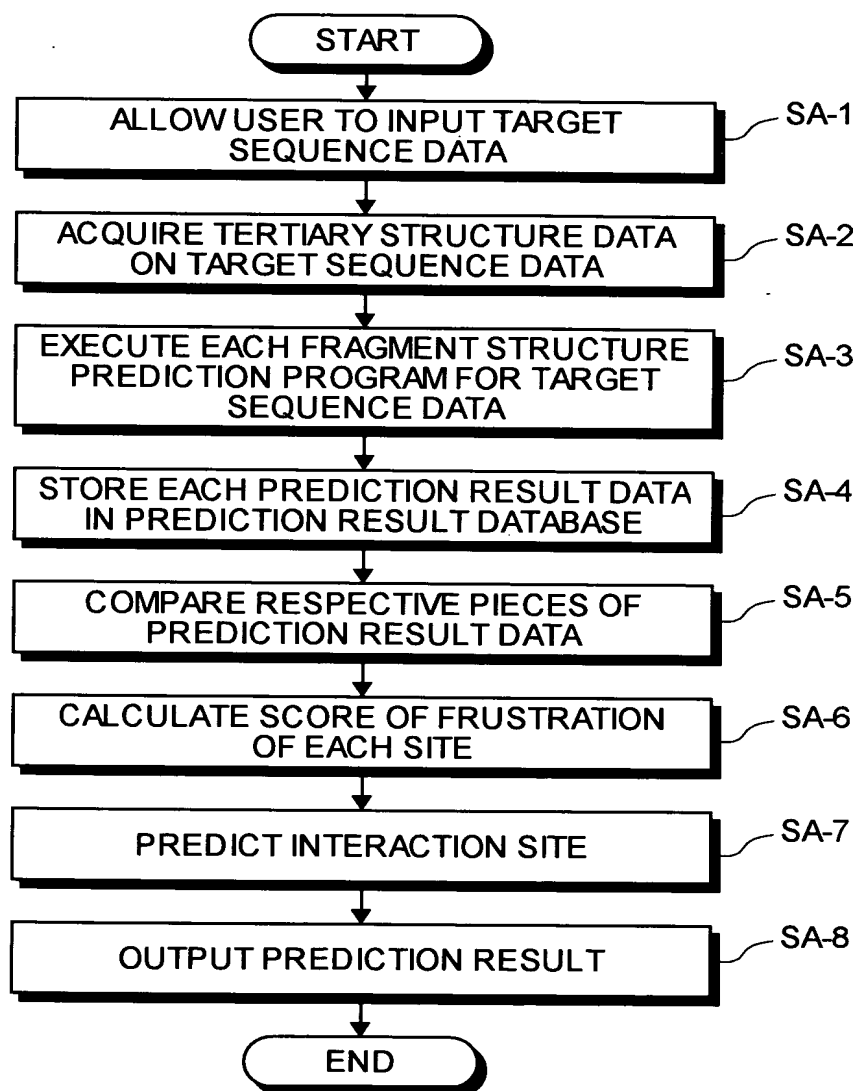 START
ALLOW USER TO INPUT TARGET
SEQUENCE DATA
SA-1
ACQUIRE TERTIARY STRUCTURE DATA
ON TARGET SEQUENCE DATA
SA-2
EXECUTE EACH FRAGMENT STRUCTURE
PREDICTION PROGRAM FOR TARGET
SEQUENCE DATA
SA-3
STORE EACH PREDICTION RESULT DATA
IN PREDICTION RESULT DATABASE
SA-4
COMPARE RESPECTIVE PIECES OF
PREDICTION RESULT DATA
SA-5
CALCULATE SCORE OF FRUSTRATION
OF EACH SITE
SA-6
PREDICT INTERACTION SITE
SA-7
OUTPUT PREDICTION RESULT
SA-8
END